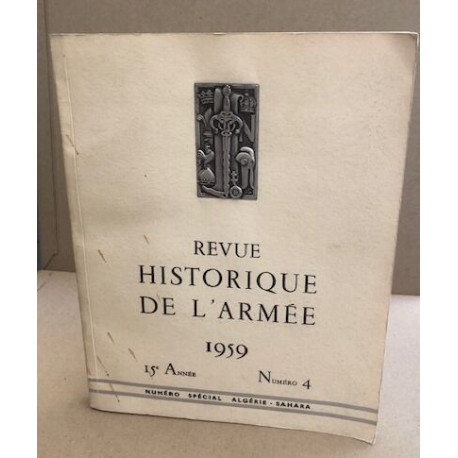 REVUE
HISTORIQUE
DE L'ARMÉE
1959
15e ANNÉE NUMÉRO 4
NUMÉRO SPÉCIAL ALGÉRIE - SAHARA